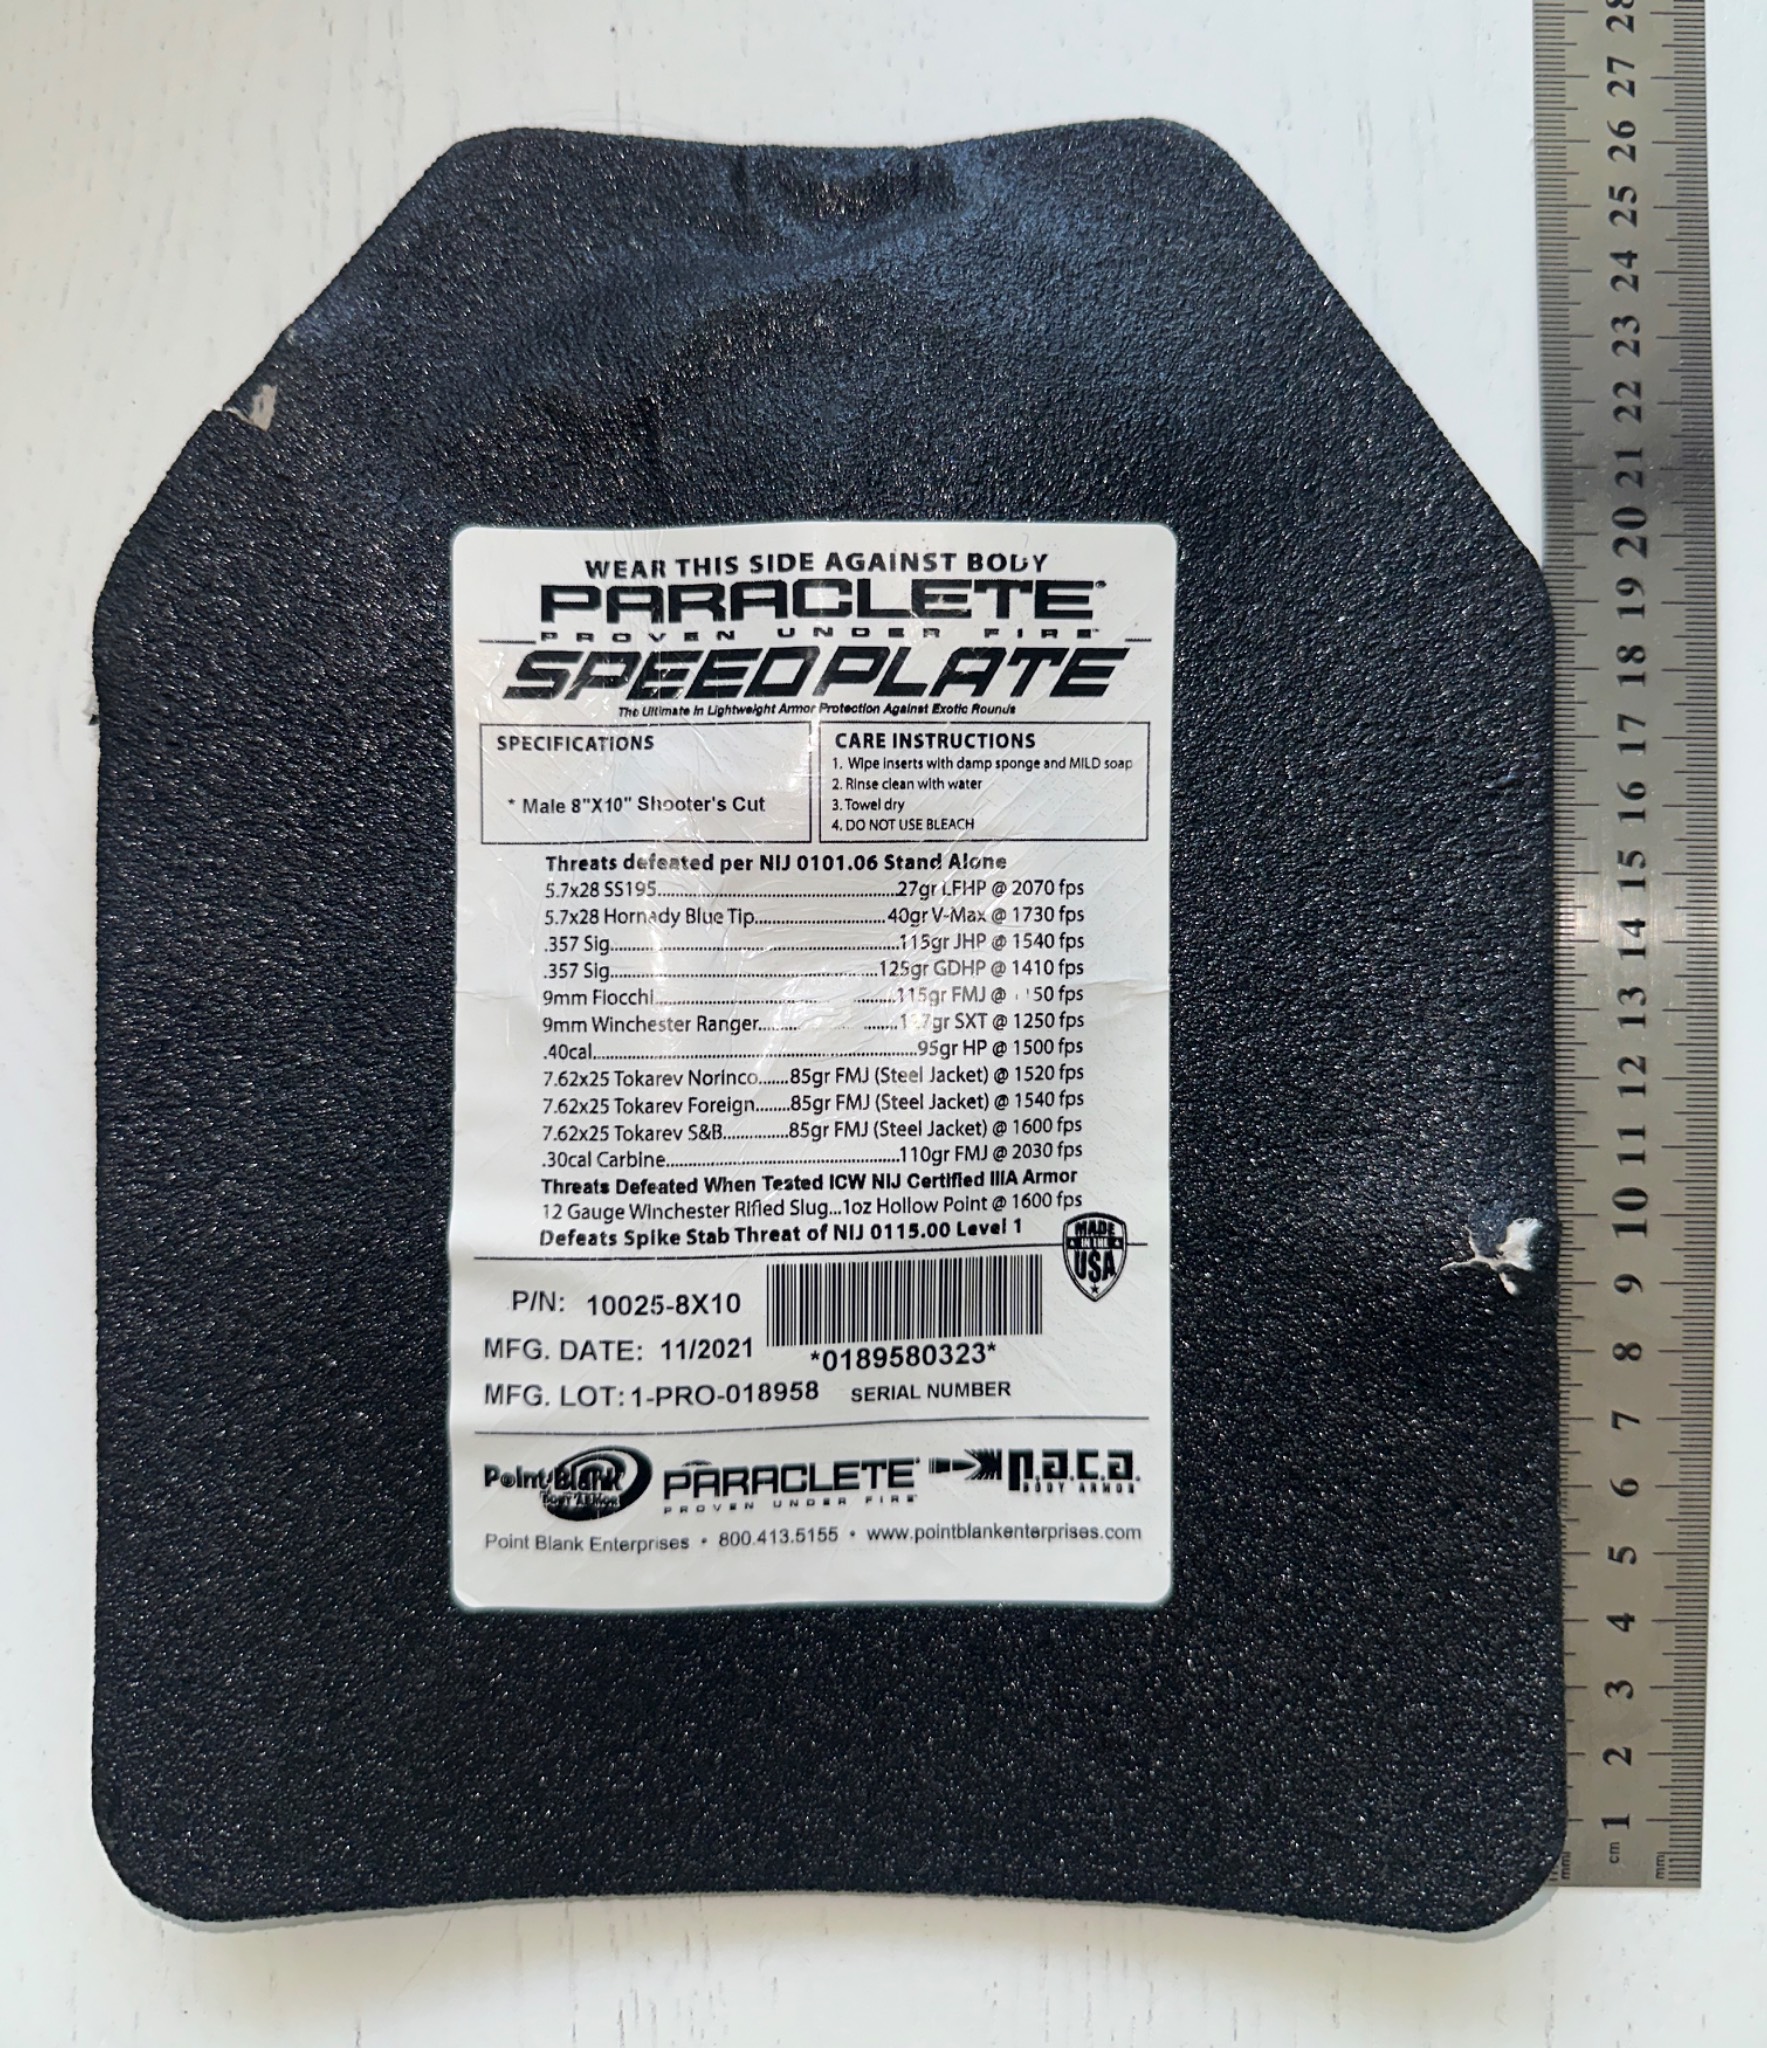 WEAR THIS SIDE AGAINST BODY
PARACLETE®
PROVEN UNDER FIRE
SPEEDPLATE
The Ultimate in Lightweight Armor Protection Against Exotic Rounds
SPECIFICATIONS
* Male 8"X10" Shooter's Cut
CARE INSTRUCTIONS
1. Wipe inserts with damp sponge and MILD soap
2. Rinse clean with water
3. Towel dry
4. DO NOT USE BLEACH
Threats defeated per NIJ 0101.06 Stand Alone
5.7x28 SS195...27gr LFHP @ 2070 fps
5.7x28 Hornady Blue Tip...40gr V-Max @ 1730 fps
.357 Sig...115gr JHP @ 1540 fps
.357 Sig...125gr GDHP @ 1410 fps
9mm Fiocchi...115gr FMJ @ fps
9mm Winchester Ranger... SXT @ 1250 fps
.40cal...95gr HP @ 1500 fps
7.62x25 Tokarev Norinco...85gr FMJ (Steel Jacket) @ 1520 fps
7.62x25 Tokarev Foreign...85gr FMJ (Steel Jacket) @ 1540 fps
7.62x25 Tokarev S&B...85gr FMJ (Steel Jacket) @ 1600 fps
.30cal Carbine...110gr FMJ @ 2030 fps
Threats Defeated When Tested ICW NIJ Certified IIIA Armor
12 Gauge Winchester Rifled Slug...1oz Hollow Point @ 1600 fps
Defeats Spike Stab Threat of NIJ 0115.00 Level 1
MADE
IN THE
USA
P/N: 10025-8X10
MFG. DATE: 11/2021
*0189580323*
MFG. LOT: 1-PRO-018958
SERIAL NUMBER
Point Blank
BODY ARMOR
PARACLETE
PROVEN UNDER FIRE
p.a.c.a.
BODY ARMOR
Point Blank Enterprises • 800.413.5155 • www.pointblankenterprises.com
28
27
26
25
24
23
22
21
20
19
18
17
16
15
14
13
12
11
10
9
8
7
6
5
4
3
2
1
cm
mm
mm